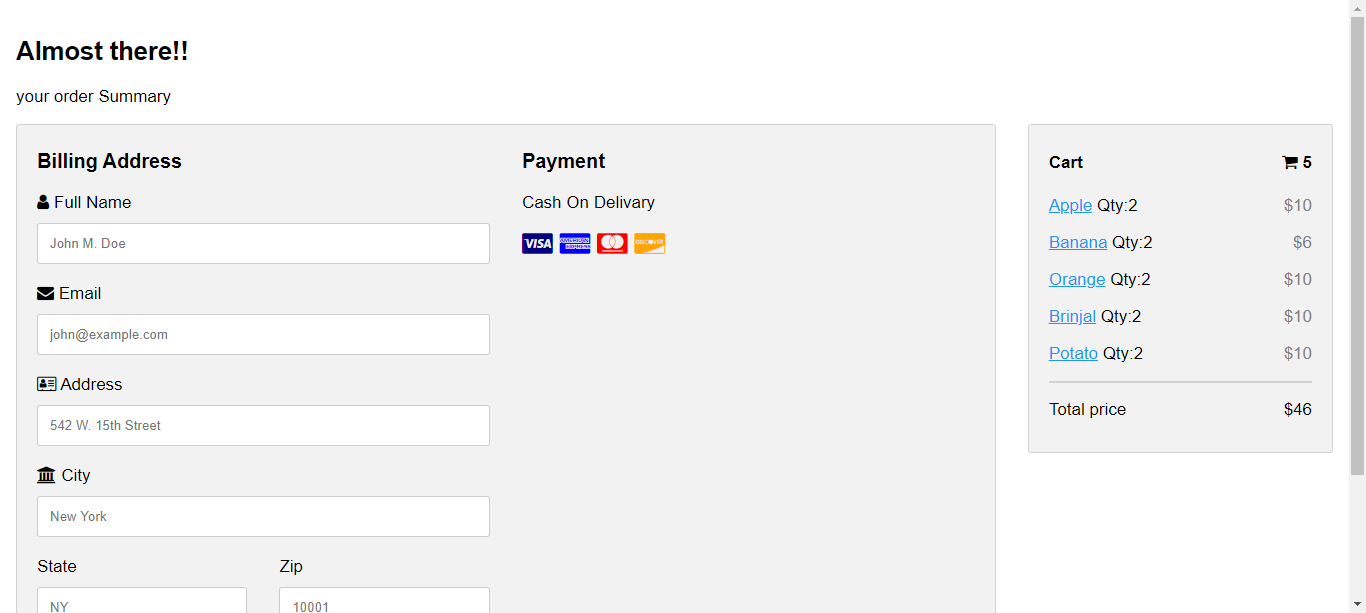 Almost there!!
your order Summary
Billing Address
Full Name
John M. Doe
Email
john@example.com
Address
542 W. 15th Street
City
New York
State Zip
NY 10001
Payment
Cash On Delivary
VISA AMERICAN EXPRESS mastercard DISCOVER
Cart 5
Apple Qty:2 $10
Banana Qty:2 $6
Orange Qty:2 $10
Brinjal Qty:2 $10
Potato Qty:2 $10
Total price $46